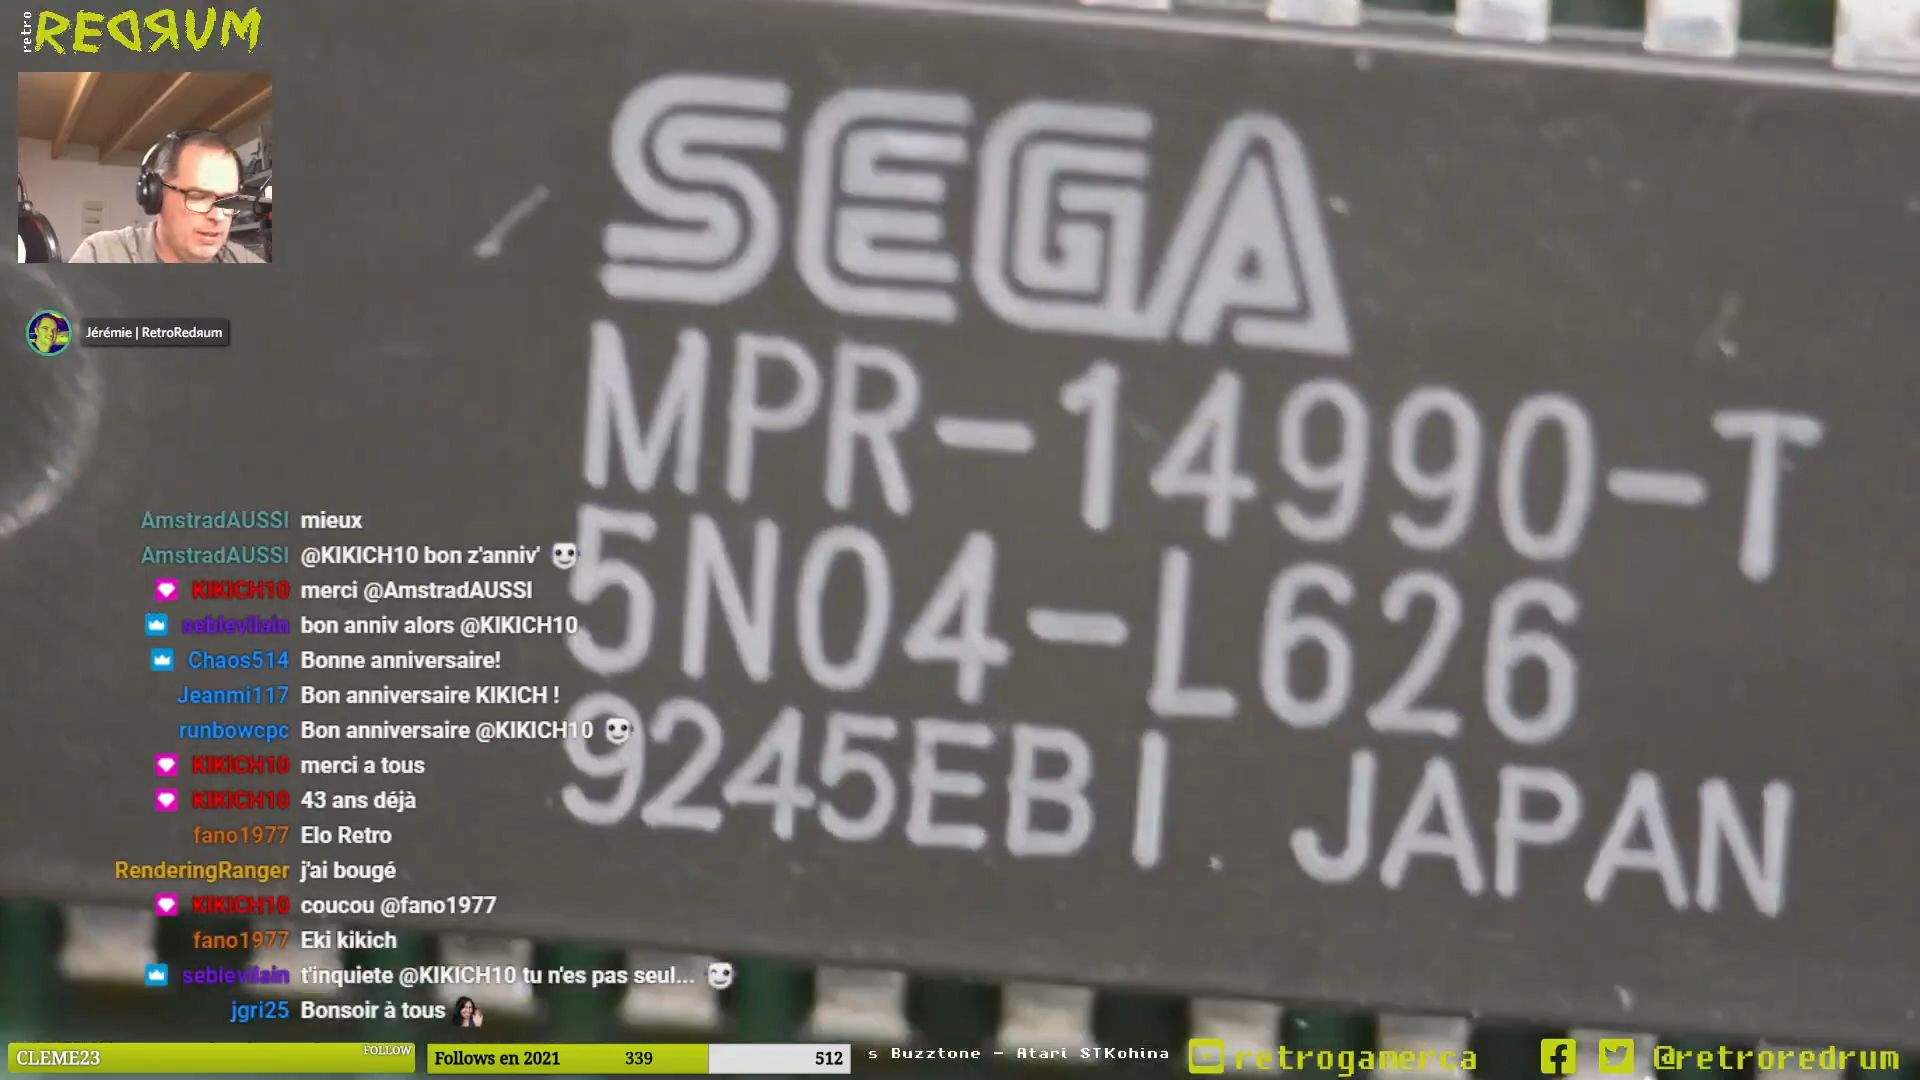 retro REDRUM
Jérémie | RetroRedяum
SEGA
MPR-14990-T
5N04-L626
9245EBI JAPAN
AmstradAUSSI mieux
AmstradAUSSI @KIKICH10 bon z'anniv'
KIKICH10 merci @AmstradAUSSI
seblevilain bon anniv alors @KIKICH10
Chaos514 Bonne anniversaire!
Jeanmi117 Bon anniversaire KIKICH !
runbowcpc Bon anniversaire @KIKICH10
KIKICH10 merci a tous
KIKICH10 43 ans déjà
fano1977 Elo Retro
RenderingRanger j'ai bougé
KIKICH10 coucou @fano1977
fano1977 Eki kikich
seblevilain t'inquiete @KIKICH10 tu n'es pas seul...
jgri25 Bonsoir à tous
CLEME23 FOLLOW
Follows en 2021 339 512
s Buzztone - Atari STKohina
retrogamerca
@retroredrum